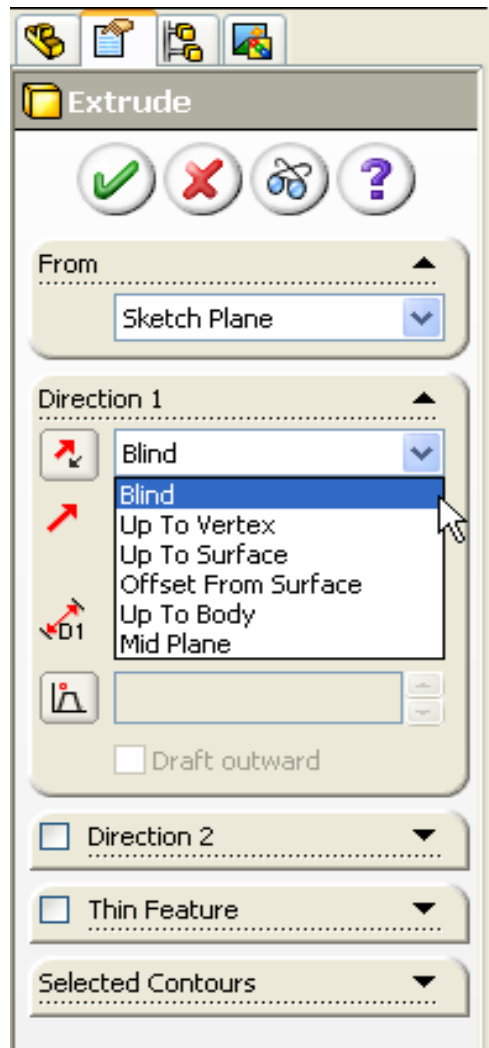 Extrude
?
From
Sketch Plane
Direction 1
Blind
Blind
Up To Vertex
Up To Surface
Offset From Surface
Up To Body
D1
Mid Plane
Draft outward
Direction 2
Thin Feature
Selected Contours